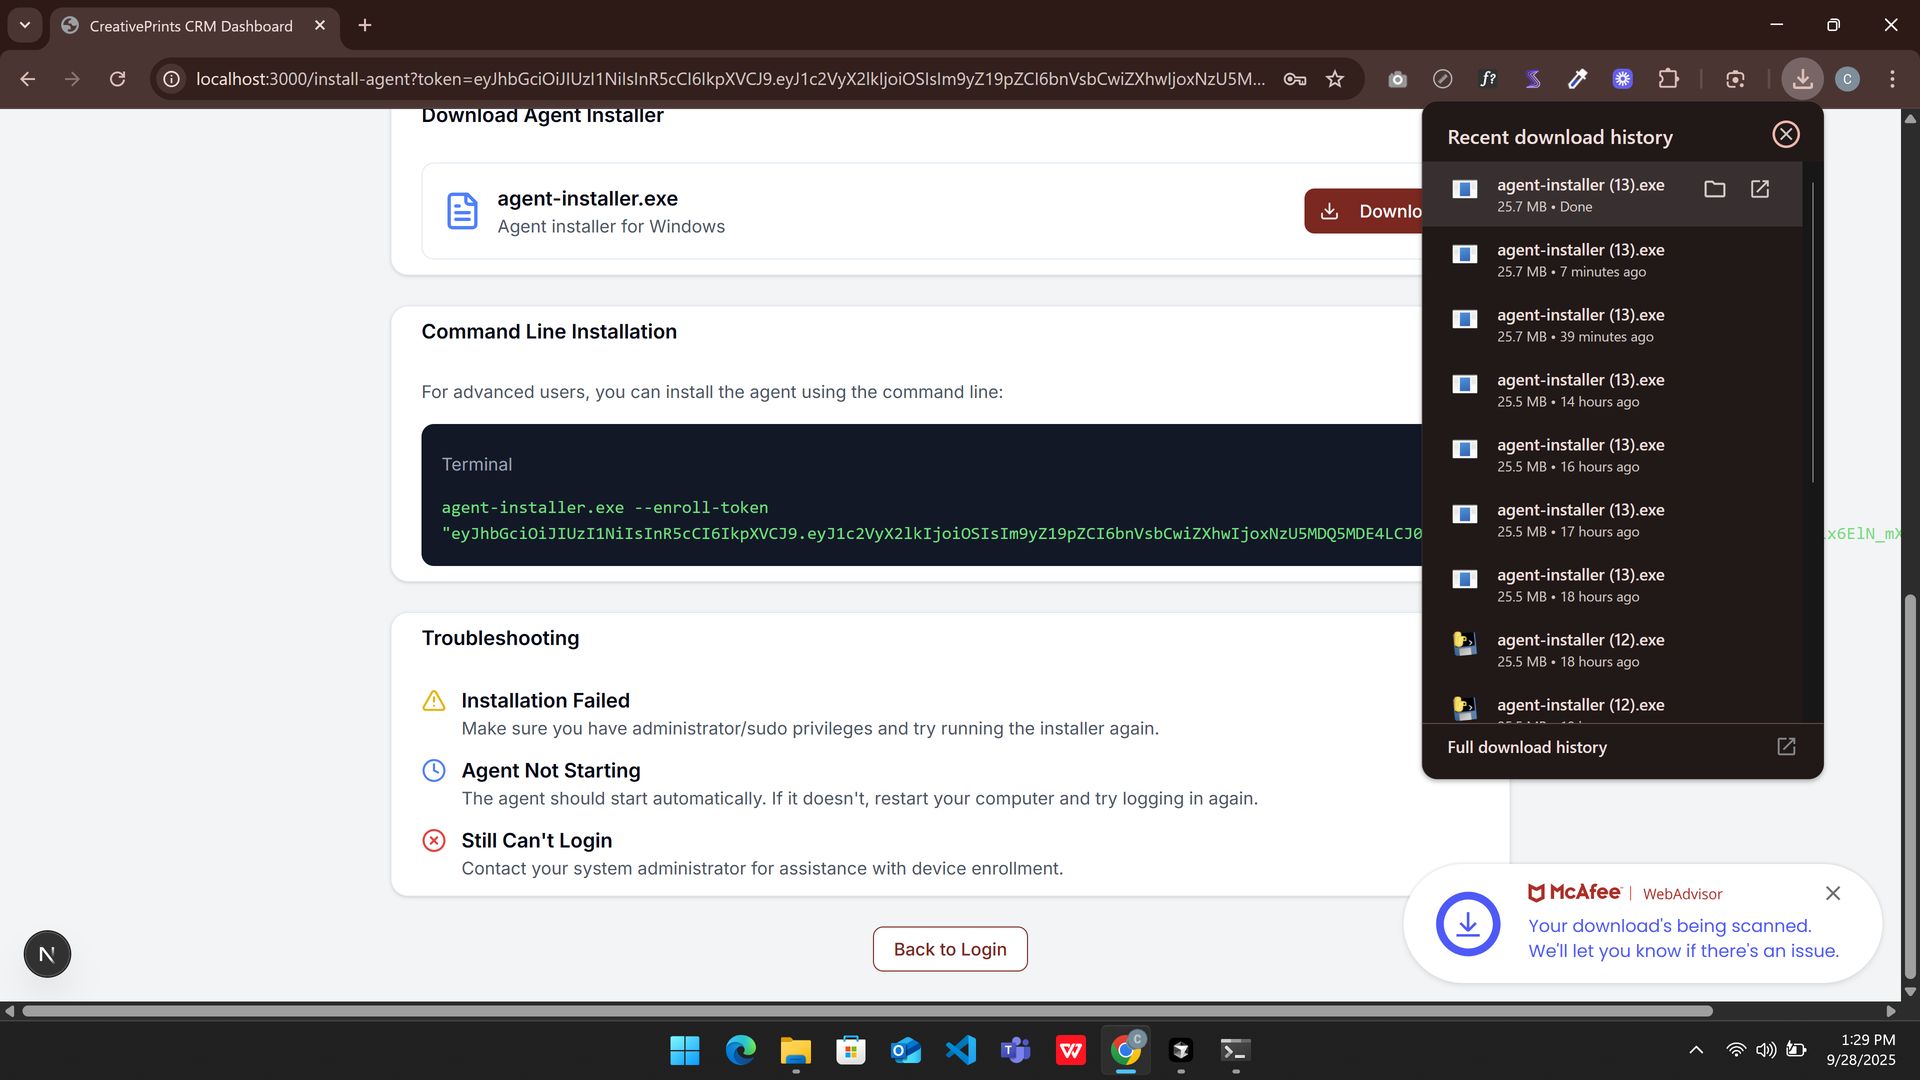 CreativePrints CRM Dashboard
localhost:3000/install-agent?token=eyJhbGciOiJIUzI1NiIsInR5cCI6IkpXVCJ9.eyJ1c2VyX2lkIjoiOSIsIm9yZ19pZCI6bnVsbCwiZXhwIjoxNzU5M...
f?
C
Download Agent Installer
agent-installer.exe
Agent installer for Windows
Downlo
Command Line Installation
For advanced users, you can install the agent using the command line:
Terminal
agent-installer.exe --enroll-token
"eyJhbGciOiJIUzI1NiIsInR5cCI6IkpXVCJ9.eyJ1c2VyX2lkIjoiOSIsIm9yZ19pZCI6bnVsbCwiZXhwIjoxNzU5MDQ5MDE4LCJ0
x6ElN_mX
Troubleshooting
Installation Failed
Make sure you have administrator/sudo privileges and try running the installer again.
Agent Not Starting
The agent should start automatically. If it doesn't, restart your computer and try logging in again.
Still Can't Login
Contact your system administrator for assistance with device enrollment.
Back to Login
N
Recent download history
agent-installer (13).exe
25.7 MB • Done
agent-installer (13).exe
25.7 MB • 7 minutes ago
agent-installer (13).exe
25.7 MB • 39 minutes ago
agent-installer (13).exe
25.5 MB • 14 hours ago
agent-installer (13).exe
25.5 MB • 16 hours ago
agent-installer (13).exe
25.5 MB • 17 hours ago
agent-installer (13).exe
25.5 MB • 18 hours ago
agent-installer (12).exe
25.5 MB • 18 hours ago
agent-installer (12).exe
Full download history
McAfee | WebAdvisor
Your download's being scanned.
We'll let you know if there's an issue.
C
1:29 PM
9/28/2025